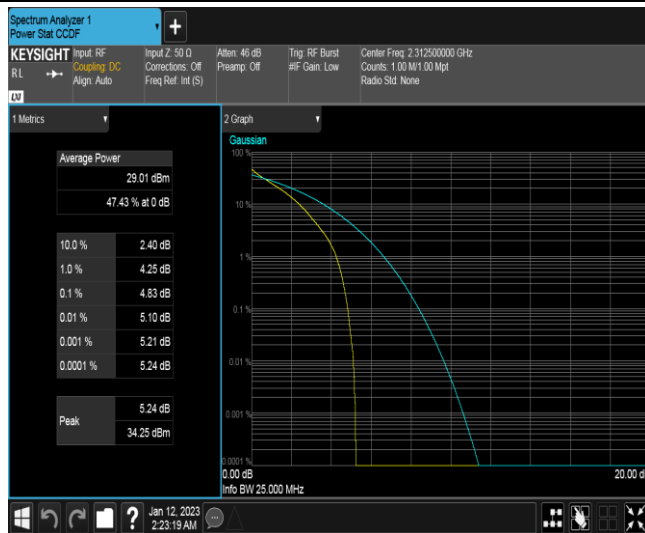 Spectrum Analyzer 1
Power Stat CCDF
+
KEYSIGHT
RL
Input: RF
Coupling: DC
Align: Auto
Input Z: 50 Ω
Corrections: Off
Freq Ref: Int (S)
Atten: 46 dB
Preamp: Off
Trig: RF Burst
#IF Gain: Low
Center Freq: 2.312500000 GHz
Counts: 1.00 M/1.00 Mpt
Radio Std: None
1 Metrics
Average Power
29.01 dBm
47.43 % at 0 dB
10.0 % 2.40 dB
1.0 % 4.25 dB
0.1 % 4.83 dB
0.01 % 5.10 dB
0.001 % 5.21 dB
0.0001 % 5.24 dB
Peak
5.24 dB
34.25 dBm
2 Graph
Gaussian
100 %
10 %
1 %
0.1 %
0.01 %
0.001 %
0.0001 %
0.00 dB
20.00 d
Info BW 25.000 MHz
?
Jan 12, 2023
2:23:19 AM